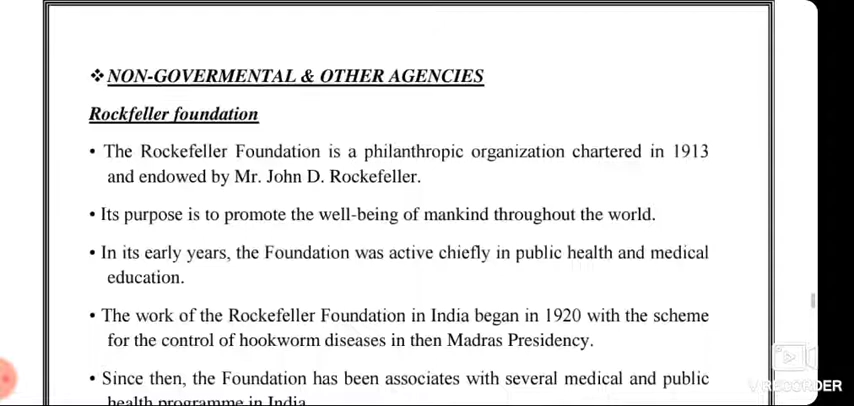 ❖ NON-GOVERMENTAL & OTHER AGENCIES
Rockfeller foundation
• The Rockefeller Foundation is a philanthropic organization chartered in 1913
and endowed by Mr. John D. Rockefeller.
• Its purpose is to promote the well-being of mankind throughout the world.
• In its early years, the Foundation was active chiefly in public health and medical
education.
• The work of the Rockefeller Foundation in India began in 1920 with the scheme
for the control of hookworm diseases in then Madras Presidency.
• Since then, the Foundation has been associates with several medical and public
health programme in India
V RECORDER